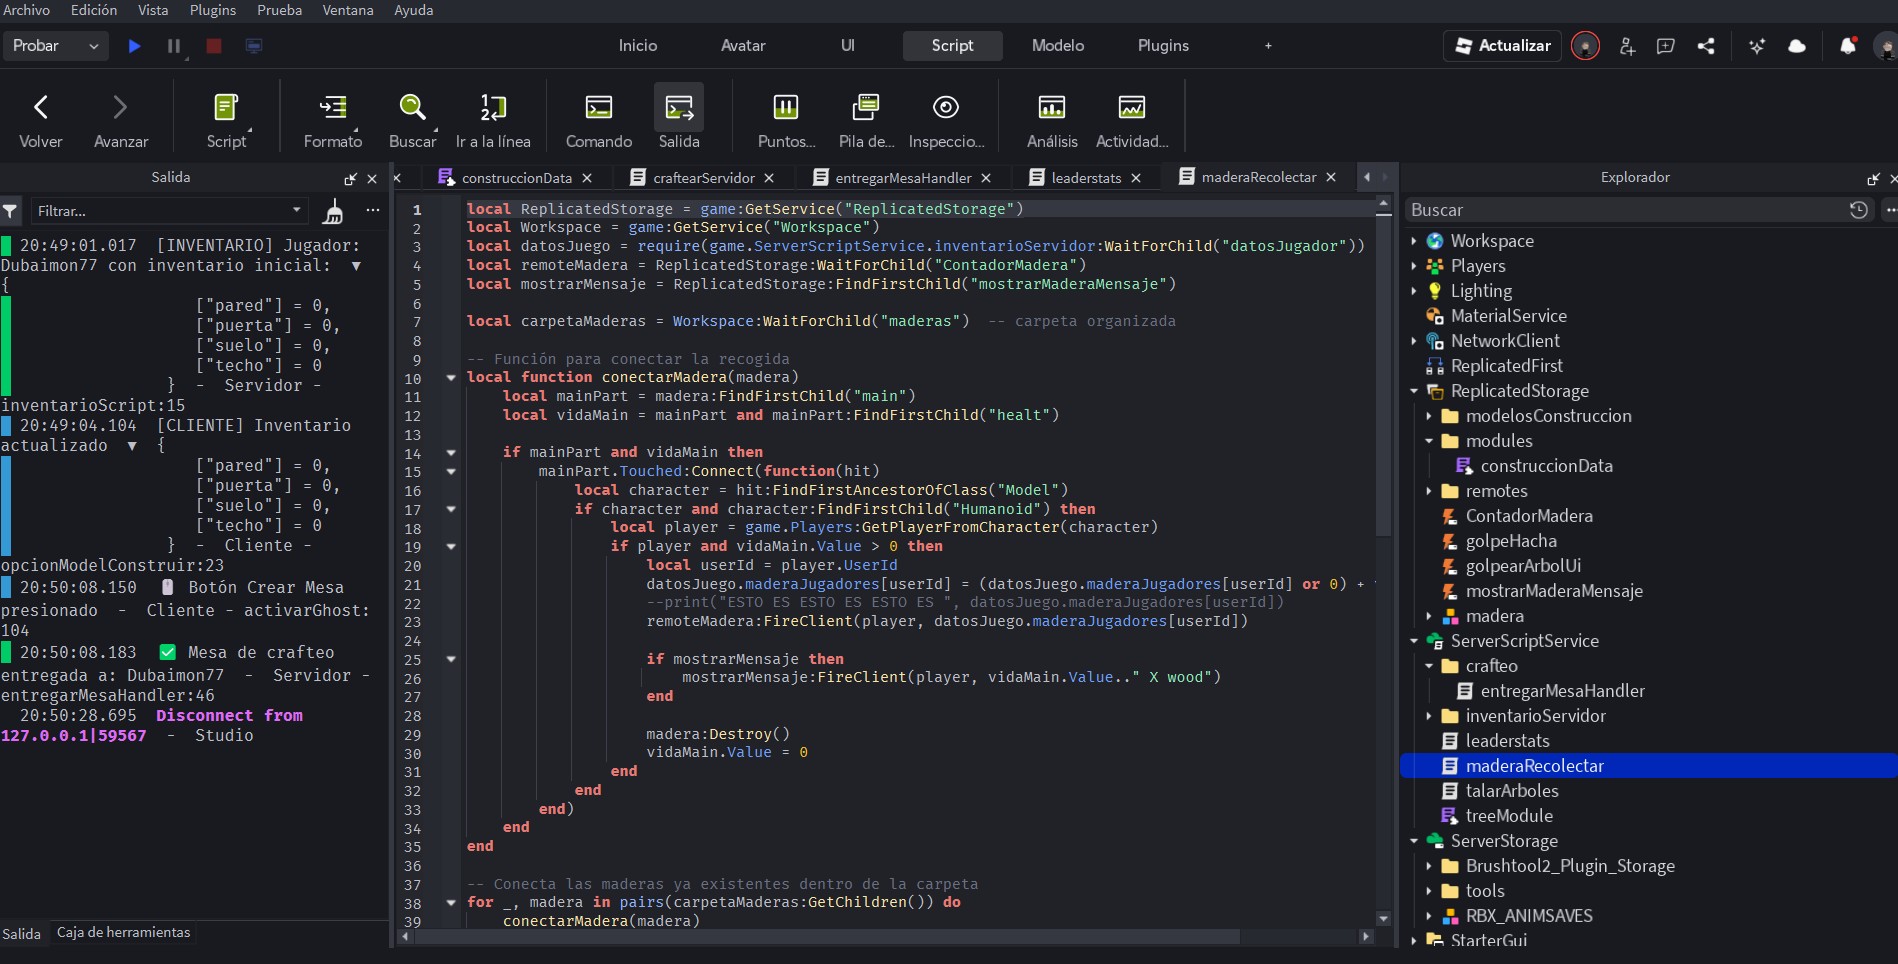 Archivo Edición Vista Plugins Prueba Ventana Ayuda
Probar Inicio Avatar UI Script Modelo Plugins + Actualizar
Volver Avanzar Script Formato Buscar Ir a la línea Comando Salida Puntos... Pila de... Inspeccio... Análisis Actividad...
Salida
Filtrar...
20:49:01.017 [INVENTARIO] Jugador:
Dubaimon77 con inventario inicial: ▼
{
["pared"] = 0,
["puerta"] = 0,
["suelo"] = 0,
["techo"] = 0
} - Servidor -
inventarioScript:15
20:49:04.104 [CLIENTE] Inventario
actualizado ▼ {
["pared"] = 0,
["puerta"] = 0,
["suelo"] = 0,
["techo"] = 0
} - Cliente -
opcionModelConstruir:23
20:50:08.150 Botón Crear Mesa
presionado - Cliente - activarGhost:
104
20:50:08.183 ✅ Mesa de crafteo
entregada a: Dubaimon77 - Servidor -
entregarMesaHandler:46
20:50:28.695 Disconnect from
127.0.0.1|59567 - Studio
Salida Caja de herramientas
construccionData craftearServidor entregarMesaHandler leaderstats maderaRecolectar
1 local ReplicatedStorage = game:GetService("ReplicatedStorage")
2 local Workspace = game:GetService("Workspace")
3 local datosJuego = require(game.ServerScriptService.inventarioServidor:WaitForChild("datosJugador"))
4 local remoteMadera = ReplicatedStorage:WaitForChild("ContadorMadera")
5 local mostrarMensaje = ReplicatedStorage:FindFirstChild("mostrarMaderaMensaje")
6
7 local carpetaMaderas = Workspace:WaitForChild("maderas") -- carpeta organizada
8
9 -- Función para conectar la recogida
10 local function conectarMadera(madera)
11 local mainPart = madera:FindFirstChild("main")
12 local vidaMain = mainPart and mainPart:FindFirstChild("healt")
13
14 if mainPart and vidaMain then
15 mainPart.Touched:Connect(function(hit)
16 local character = hit:FindFirstAncestorOfClass("Model")
17 if character and character:FindFirstChild("Humanoid") then
18 local player = game.Players:GetPlayerFromCharacter(character)
19 if player and vidaMain.Value > 0 then
20 local userId = player.UserId
21 datosJuego.maderaJugadores[userId] = (datosJuego.maderaJugadores[userId] or 0) +
22 --print("ESTO ES ESTO ES ESTO ES ", datosJuego.maderaJugadores[userId])
23 remoteMadera:FireClient(player, datosJuego.maderaJugadores[userId])
24
25 if mostrarMensaje then
26 mostrarMensaje:FireClient(player, vidaMain.Value.." X wood")
27 end
28
29 madera:Destroy()
30 vidaMain.Value = 0
31 end
32 end
33 end)
34 end
35 end
36
37 -- Conecta las maderas ya existentes dentro de la carpeta
38 for _, madera in pairs(carpetaMaderas:GetChildren()) do
39 conectarMadera(madera)
Explorador
Buscar
Workspace
Players
Lighting
MaterialService
NetworkClient
ReplicatedFirst
ReplicatedStorage
modelosConstruccion
modules
construccionData
remotes
ContadorMadera
golpeHacha
golpearArbolUi
mostrarMaderaMensaje
madera
ServerScriptService
crafteo
entregarMesaHandler
inventarioServidor
leaderstats
maderaRecolectar
talarArboles
treeModule
ServerStorage
Brushtool2_Plugin_Storage
tools
RBX_ANIMSAVES
StarterGui